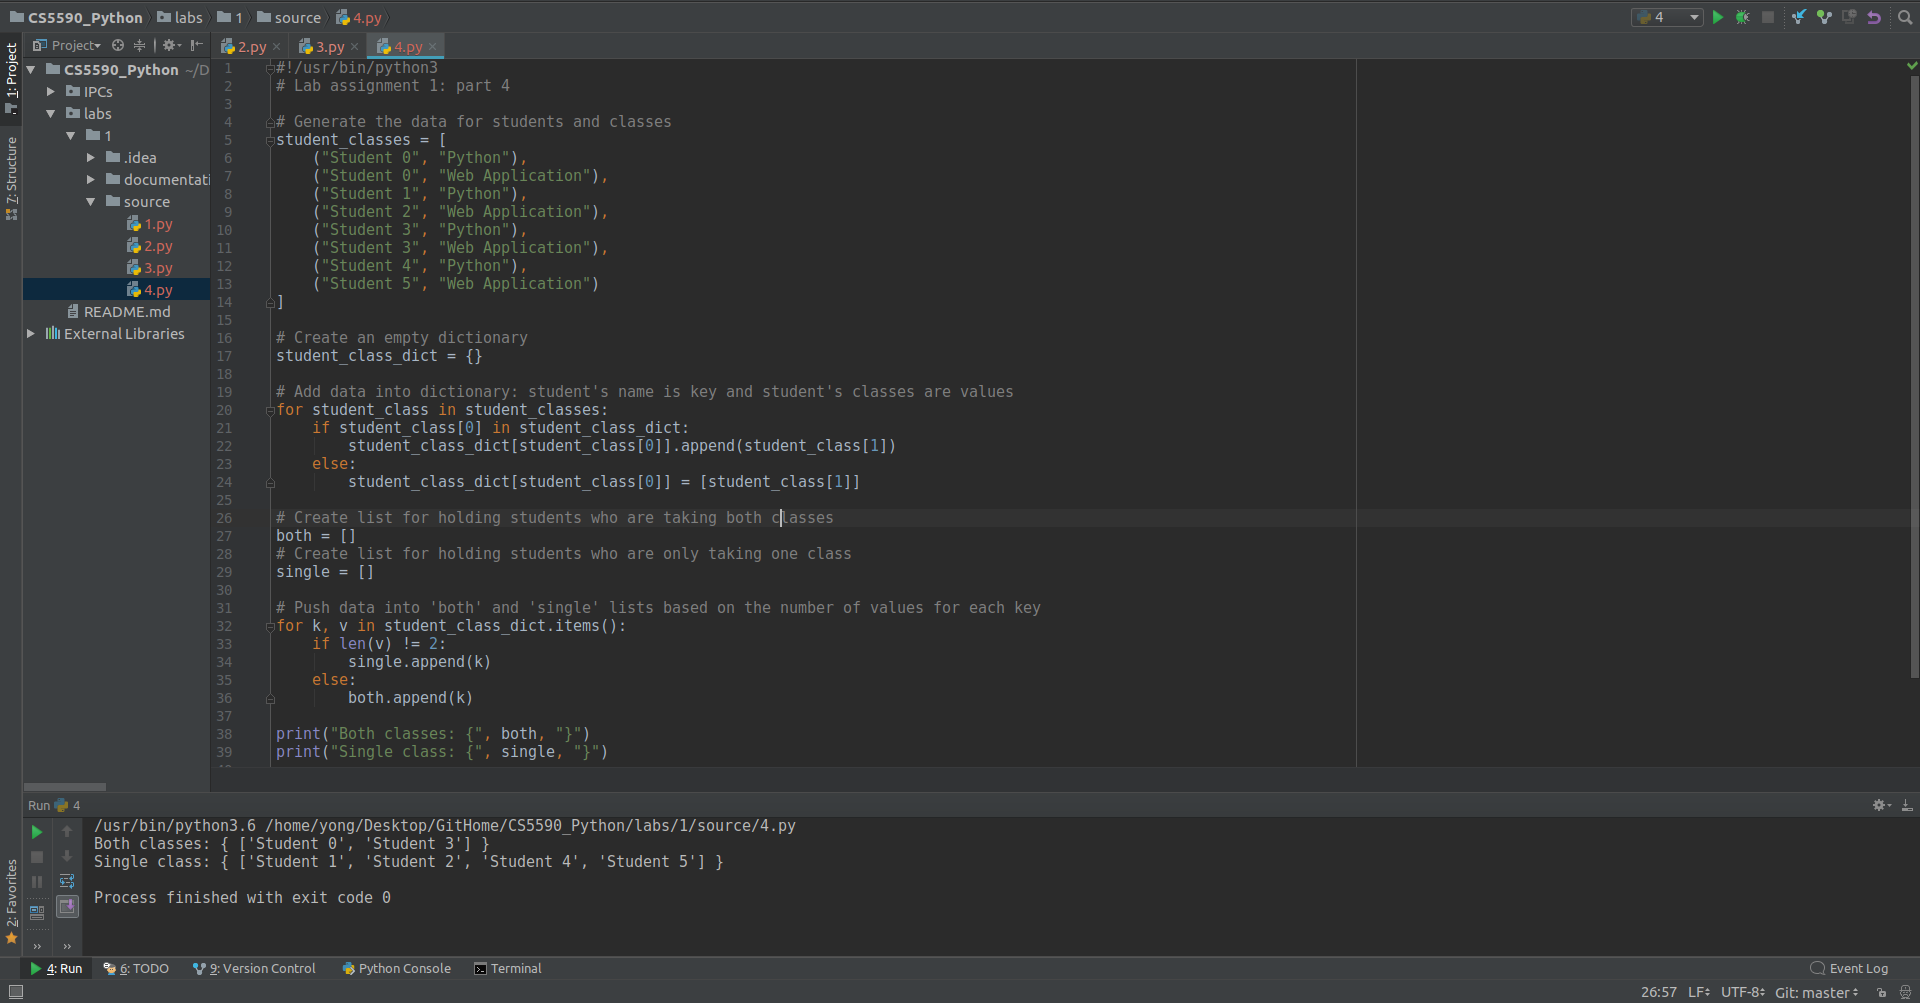 CS5590_Python labs 1 source 4.py
4
Project
2.py 3.py 4.py
1: Project
7: Structure
2: Favorites
CS5590_Python ~/D
IPCs
labs
1
.idea
documentati
source
1.py
2.py
3.py
4.py
README.md
External Libraries
1 #!/usr/bin/python3
2 # Lab assignment 1: part 4
3
4 # Generate the data for students and classes
5 student_classes = [
6     ("Student 0", "Python"),
7     ("Student 0", "Web Application"),
8     ("Student 1", "Python"),
9     ("Student 2", "Web Application"),
10     ("Student 3", "Python"),
11     ("Student 3", "Web Application"),
12     ("Student 4", "Python"),
13     ("Student 5", "Web Application")
14 ]
15
16 # Create an empty dictionary
17 student_class_dict = {}
18
19 # Add data into dictionary: student's name is key and student's classes are values
20 for student_class in student_classes:
21     if student_class[0] in student_class_dict:
22         student_class_dict[student_class[0]].append(student_class[1])
23     else:
24         student_class_dict[student_class[0]] = [student_class[1]]
25
26 # Create list for holding students who are taking both classes
27 both = []
28 # Create list for holding students who are only taking one class
29 single = []
30
31 # Push data into 'both' and 'single' lists based on the number of values for each key
32 for k, v in student_class_dict.items():
33     if len(v) != 2:
34         single.append(k)
35     else:
36         both.append(k)
37
38 print("Both classes: {", both, "}")
39 print("Single class: {", single, "}")
Run 4
/usr/bin/python3.6 /home/yong/Desktop/GitHome/CS5590_Python/labs/1/source/4.py
Both classes: { ['Student 0', 'Student 3'] }
Single class: { ['Student 1', 'Student 2', 'Student 4', 'Student 5'] }

Process finished with exit code 0
4: Run 6: TODO 9: Version Control Python Console Terminal Event Log
26:57 LF UTF-8 Git: master